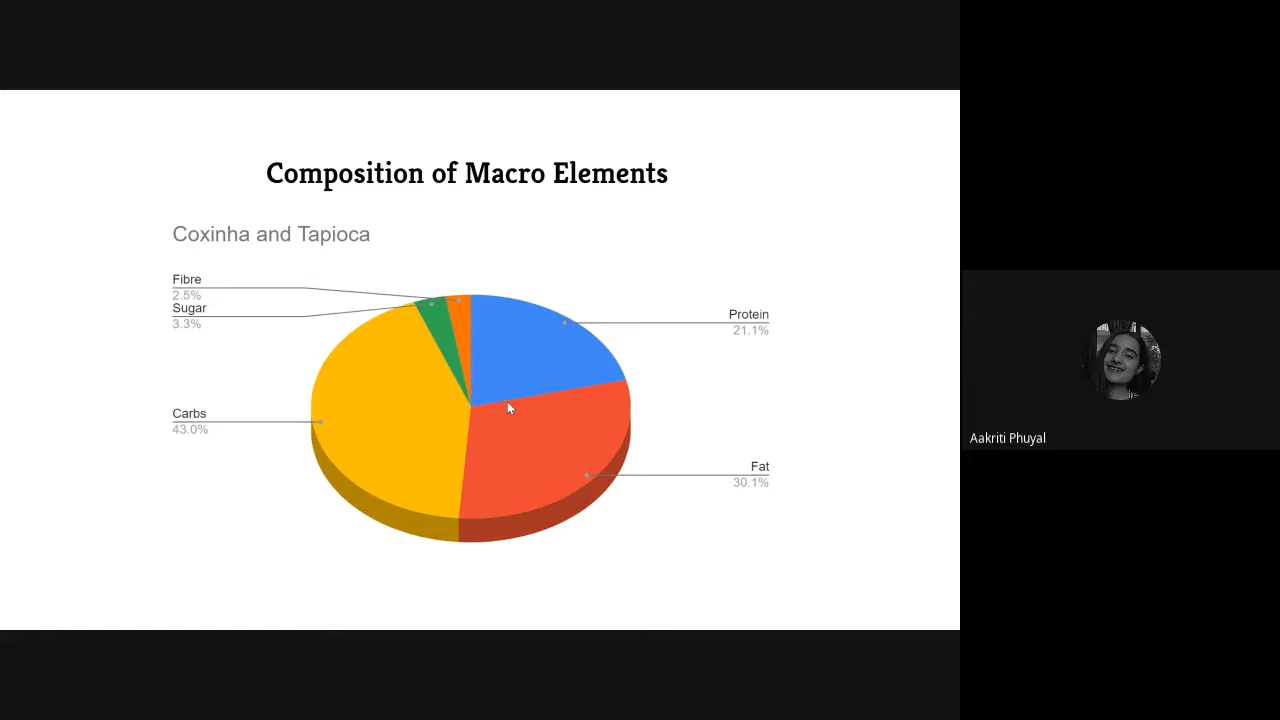 Composition of Macro Elements
Coxinha and Tapioca
Fibre
2.5%
Sugar
3.3%
Carbs
43.0%
Protein
21.1%
Fat
30.1%
Aakriti Phuyal